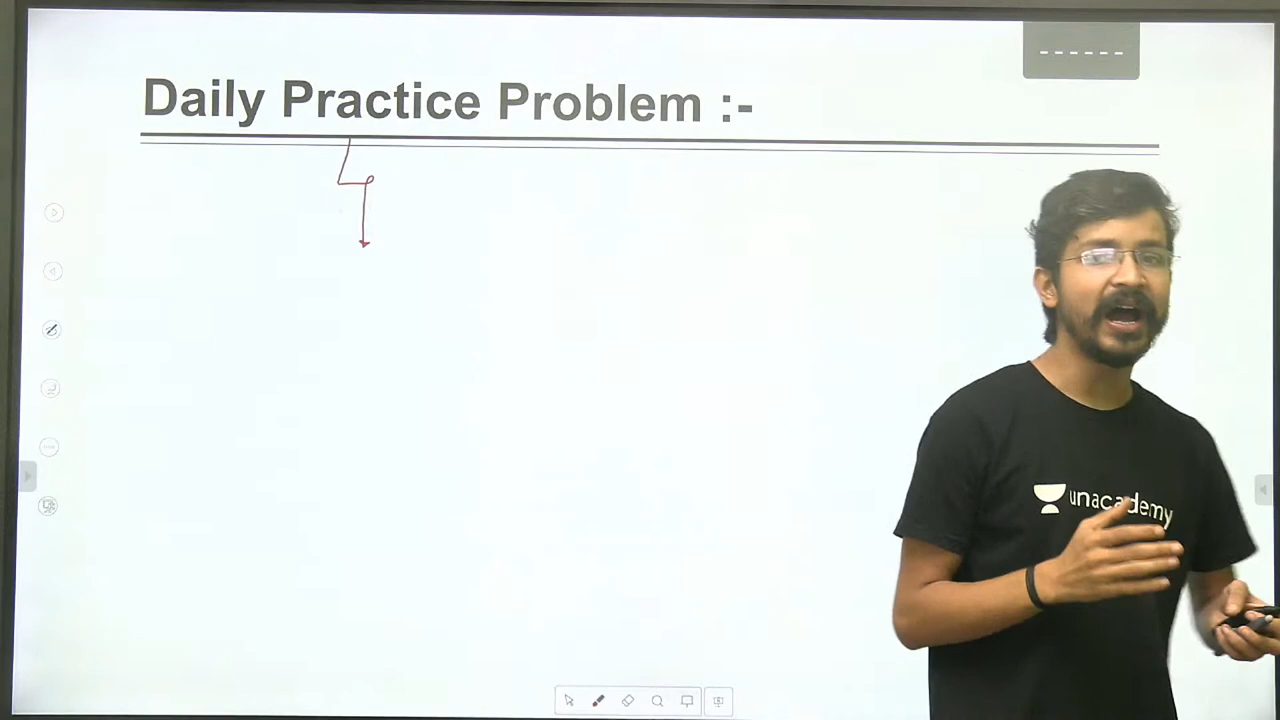 ------
Daily Practice Problem :-
unacademy